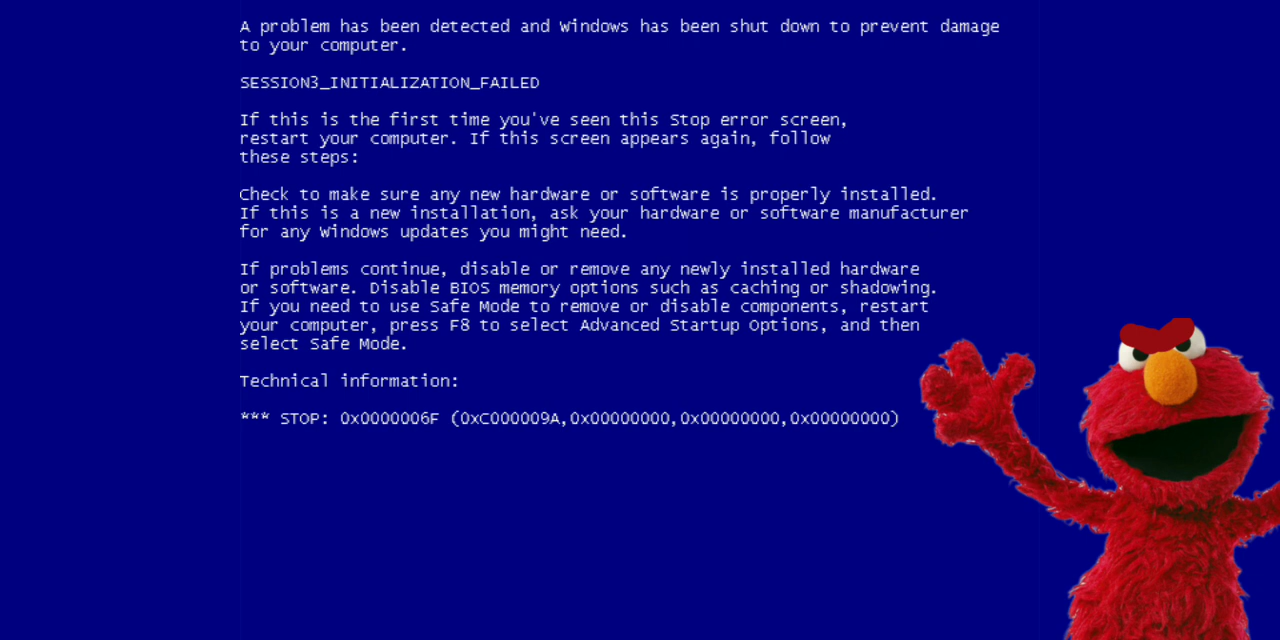 A problem has been detected and Windows has been shut down to prevent damage
to your computer.
SESSION3_INITIALIZATION_FAILED
If this is the first time you've seen this Stop error screen,
restart your computer. If this screen appears again, follow
these steps:
Check to make sure any new hardware or software is properly installed.
If this is a new installation, ask your hardware or software manufacturer
for any Windows updates you might need.
If problems continue, disable or remove any newly installed hardware
or software. Disable BIOS memory options such as caching or shadowing.
If you need to use Safe Mode to remove or disable components, restart
your computer, press F8 to select Advanced Startup Options, and then
select Safe Mode.
Technical information:
*** STOP: 0x0000006F (0xC000009A,0x00000000,0x00000000,0x00000000)